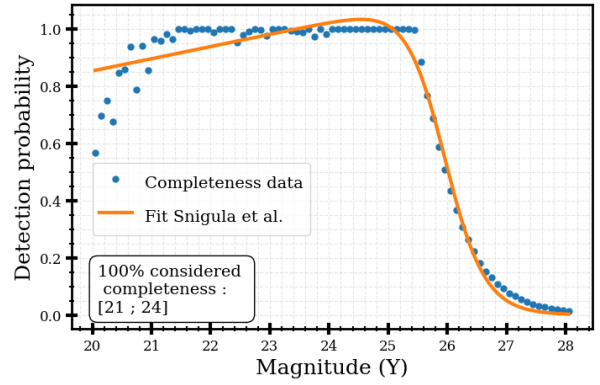 1.0
0.8
0.6
0.4
0.2
0.0
Detection probability
Completeness data
Fit Snigula et al.
100% considered
completeness :
[21 ; 24]
20 21 22 23 24 25 26 27 28
Magnitude (Y)